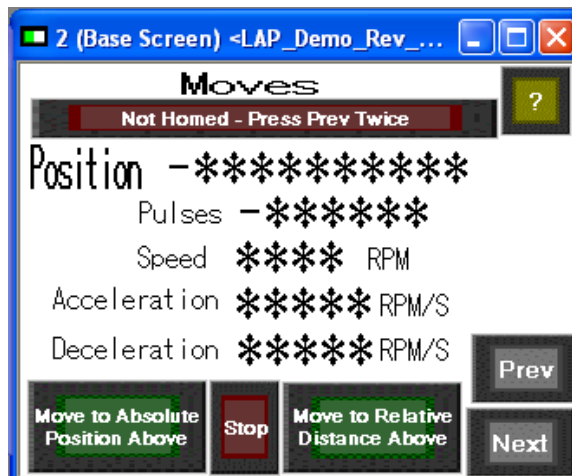 2 (Base Screen) <LAP_Demo_Rev_...
Moves
?
Not Homed - Press Prev Twice
Position -**********
Pulses -******
Speed **** RPM
Acceleration *****RPM/S
Deceleration *****RPM/S
Prev
Move to Absolute
Position Above
Stop
Move to Relative
Distance Above
Next